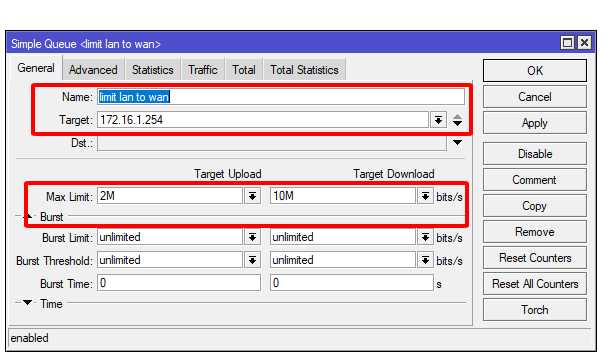 Simple Queue <limit lan to wan>
General Advanced Statistics Traffic Total Total Statistics
Name: limit lan to wan
Target: 172.16.1.254
Dst.:
Target Upload Target Download
Max Limit: 2M 10M bits/s
Burst
Burst Limit: unlimited unlimited bits/s
Burst Threshold: unlimited unlimited bits/s
Burst Time: 0 0 s
Time
OK
Cancel
Apply
Disable
Comment
Copy
Remove
Reset Counters
Reset All Counters
Torch
enabled